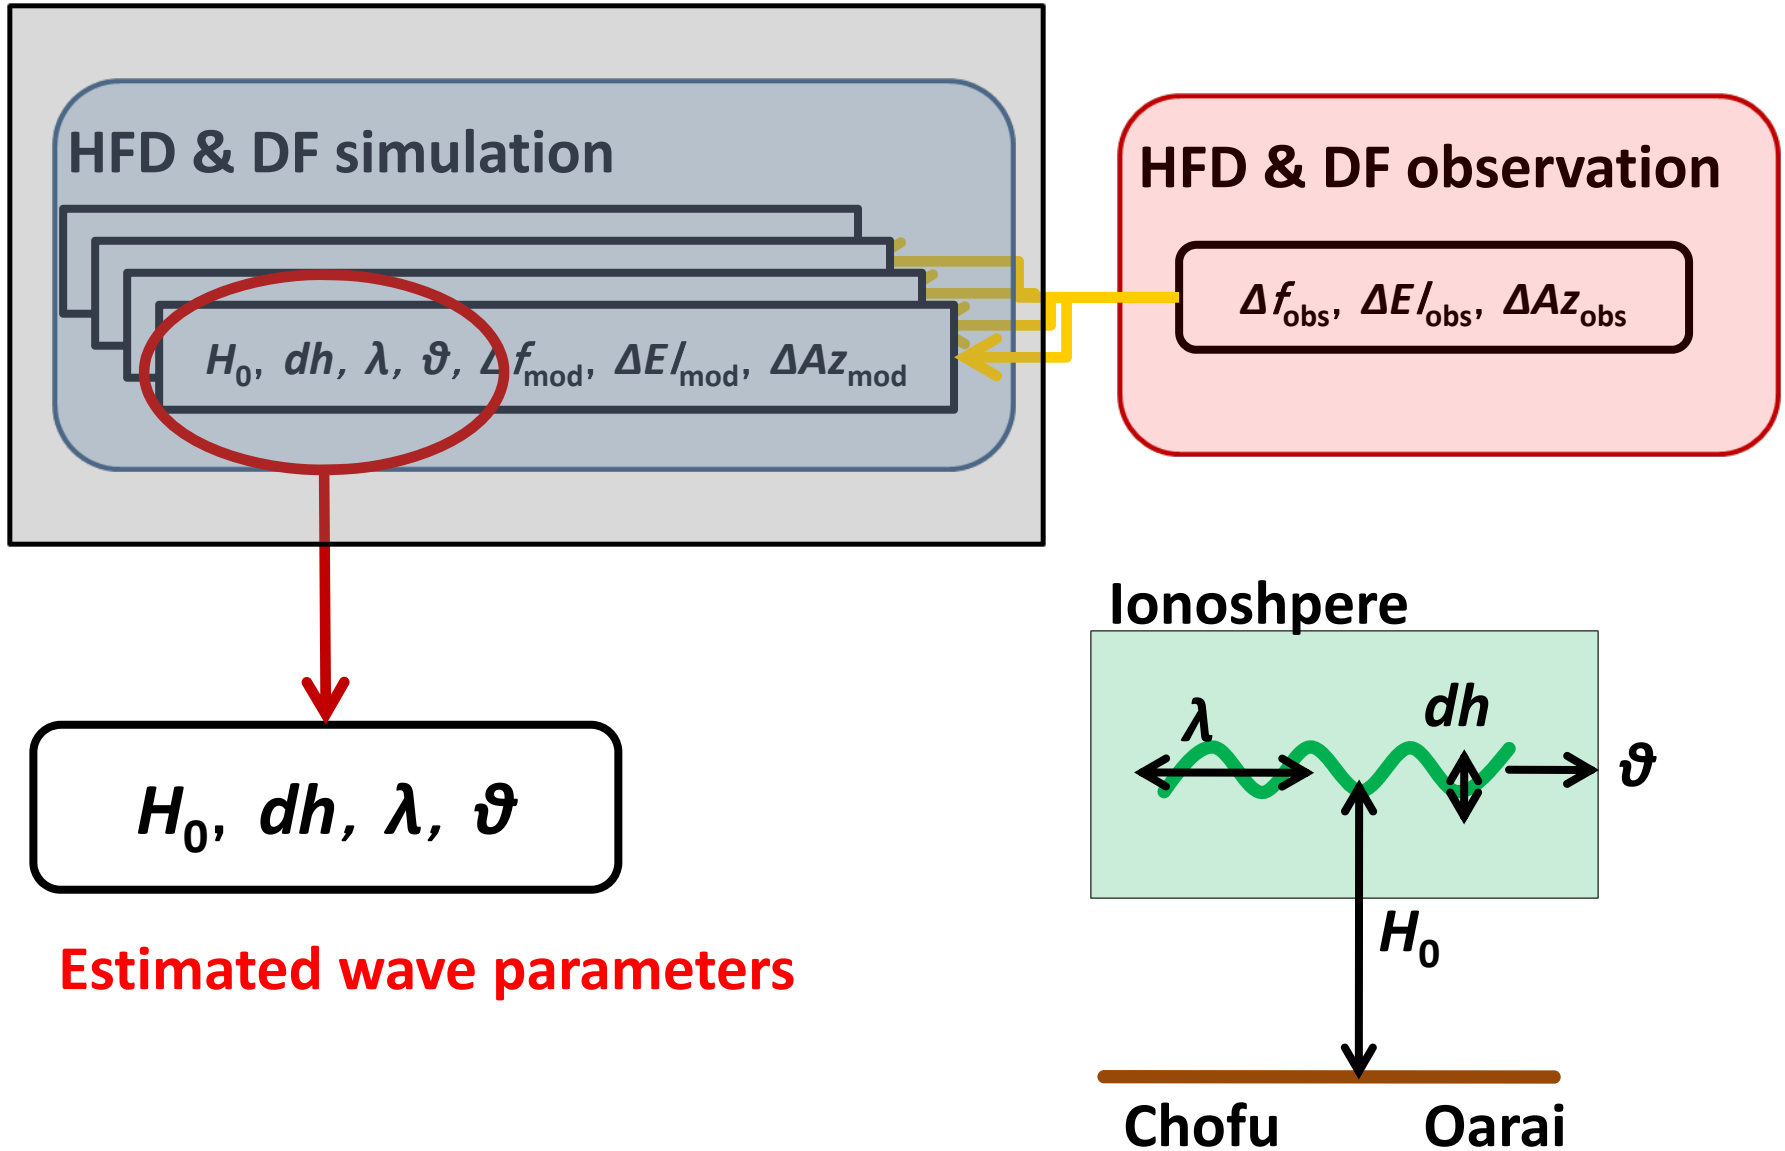 HFD & DF simulation
H₀, dh, λ, ϑ, Δfmod, ΔElmod, ΔAzmod
HFD & DF observation
Δfobs, ΔElobs, ΔAzobs
H₀, dh, λ, ϑ
Estimated wave parameters
Ionoshpere
λ
dh
ϑ
H₀
Chofu Oarai